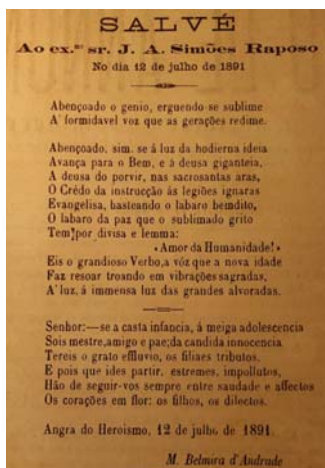 SALVÉ
Ao ex.mo sr. J. A. Simões Raposo
No dia 12 de julho de 1891
Abençoado o genio, erguendo-se sublime
A' formidavel voz que as gerações redime.
Abençoado, sim, se á luz da hodierna ideia
Avança para o Bem, e á deusa giganteia,
A deusa do porvir, nas sacrosantas aras,
O Crédo da instrucção ás legiões ignaras
Evangelisa, hasteando o labaro bemdito,
O labaro da paz que o sublimado grito
Tem por divisa e lemma:
«Amor da Humanidade!»
Eis o grandioso Verbo, a vóz que a nova idade
Faz resoar troando em vibrações sagradas,
A' luz, á immensa luz das grandes alvoradas.
Senhor:—se a casta infancia, á meiga adolescencia
Sois mestre, amigo e pae; da candida innocencia
Tereis o grato effluvio, os filiaes tributos.
E pois que ides partir, estremes, impollutos,
Hão de seguir-vos sempre entre saudade e affectos
Os corações em flor: os filhos, os dilectos.
Angra do Heroismo, 12 de julho de 1891.
M. Belmira d'Andrade